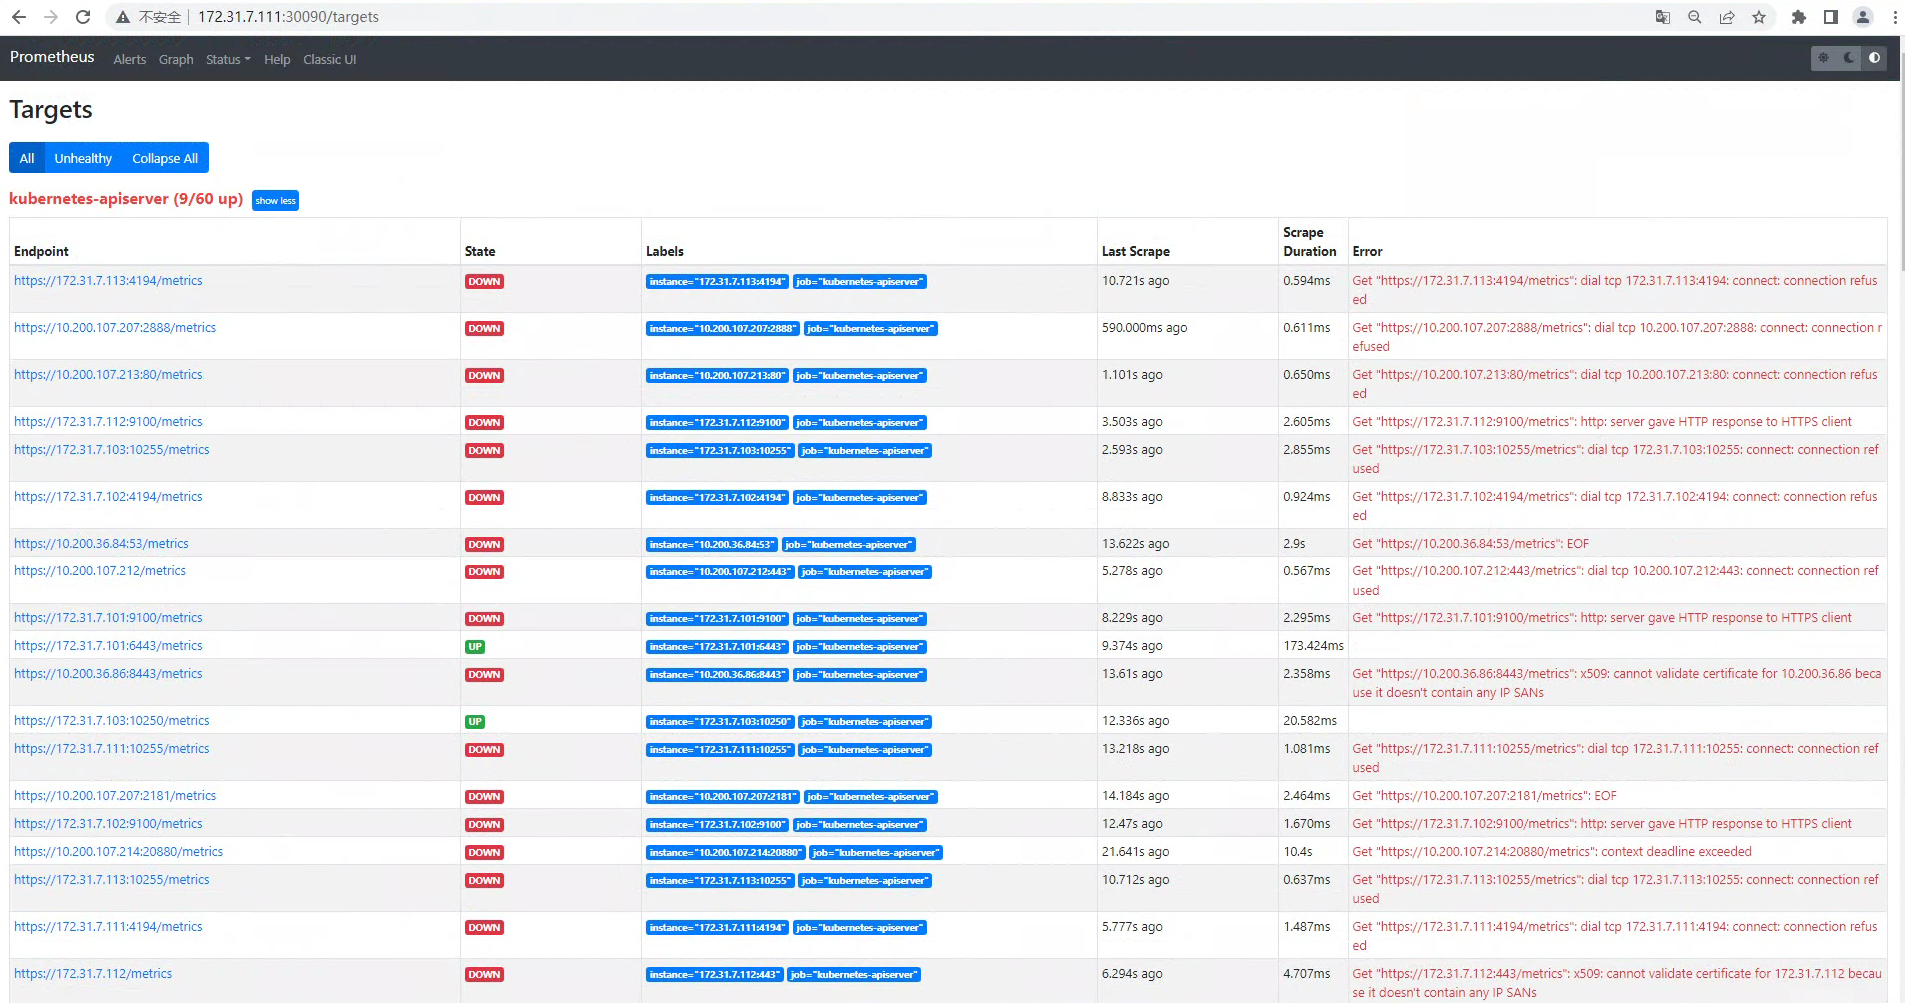 不安全 172.31.7.111:30090/targets
Prometheus Alerts Graph Status Help Classic UI
Targets
All Unhealthy Collapse All
kubernetes-apiserver (9/60 up) show less
Endpoint State Labels Last Scrape Scrape Duration Error
https://172.31.7.113:4194/metrics DOWN instance="172.31.7.113:4194" job="kubernetes-apiserver" 10.721s ago 0.594ms Get "https://172.31.7.113:4194/metrics": dial tcp 172.31.7.113:4194: connect: connection refus
ed
https://10.200.107.207:2888/metrics DOWN instance="10.200.107.207:2888" job="kubernetes-apiserver" 590.000ms ago 0.611ms Get "https://10.200.107.207:2888/metrics": dial tcp 10.200.107.207:2888: connect: connection r
efused
https://10.200.107.213:80/metrics DOWN instance="10.200.107.213:80" job="kubernetes-apiserver" 1.101s ago 0.650ms Get "https://10.200.107.213:80/metrics": dial tcp 10.200.107.213:80: connect: connection refus
ed
https://172.31.7.112:9100/metrics DOWN instance="172.31.7.112:9100" job="kubernetes-apiserver" 3.503s ago 2.605ms Get "https://172.31.7.112:9100/metrics": http: server gave HTTP response to HTTPS client
https://172.31.7.103:10255/metrics DOWN instance="172.31.7.103:10255" job="kubernetes-apiserver" 2.593s ago 2.855ms Get "https://172.31.7.103:10255/metrics": dial tcp 172.31.7.103:10255: connect: connection ref
used
https://172.31.7.102:4194/metrics DOWN instance="172.31.7.102:4194" job="kubernetes-apiserver" 8.833s ago 0.924ms Get "https://172.31.7.102:4194/metrics": dial tcp 172.31.7.102:4194: connect: connection refus
ed
https://10.200.36.84:53/metrics DOWN instance="10.200.36.84:53" job="kubernetes-apiserver" 13.622s ago 2.9s Get "https://10.200.36.84:53/metrics": EOF
https://10.200.107.212/metrics DOWN instance="10.200.107.212:443" job="kubernetes-apiserver" 5.278s ago 0.567ms Get "https://10.200.107.212:443/metrics": dial tcp 10.200.107.212:443: connect: connection ref
used
https://172.31.7.101:9100/metrics DOWN instance="172.31.7.101:9100" job="kubernetes-apiserver" 8.229s ago 2.295ms Get "https://172.31.7.101:9100/metrics": http: server gave HTTP response to HTTPS client
https://172.31.7.101:6443/metrics UP instance="172.31.7.101:6443" job="kubernetes-apiserver" 9.374s ago 173.424ms
https://10.200.36.86:8443/metrics DOWN instance="10.200.36.86:8443" job="kubernetes-apiserver" 13.61s ago 2.358ms Get "https://10.200.36.86:8443/metrics": x509: cannot validate certificate for 10.200.36.86 beca
use it doesn't contain any IP SANs
https://172.31.7.103:10250/metrics UP instance="172.31.7.103:10250" job="kubernetes-apiserver" 12.336s ago 20.582ms
https://172.31.7.111:10255/metrics DOWN instance="172.31.7.111:10255" job="kubernetes-apiserver" 13.218s ago 1.081ms Get "https://172.31.7.111:10255/metrics": dial tcp 172.31.7.111:10255: connect: connection ref
used
https://10.200.107.207:2181/metrics DOWN instance="10.200.107.207:2181" job="kubernetes-apiserver" 14.184s ago 2.464ms Get "https://10.200.107.207:2181/metrics": EOF
https://172.31.7.102:9100/metrics DOWN instance="172.31.7.102:9100" job="kubernetes-apiserver" 12.47s ago 1.670ms Get "https://172.31.7.102:9100/metrics": http: server gave HTTP response to HTTPS client
https://10.200.107.214:20880/metrics DOWN instance="10.200.107.214:20880" job="kubernetes-apiserver" 21.641s ago 10.4s Get "https://10.200.107.214:20880/metrics": context deadline exceeded
https://172.31.7.113:10255/metrics DOWN instance="172.31.7.113:10255" job="kubernetes-apiserver" 10.712s ago 0.637ms Get "https://172.31.7.113:10255/metrics": dial tcp 172.31.7.113:10255: connect: connection ref
used
https://172.31.7.111:4194/metrics DOWN instance="172.31.7.111:4194" job="kubernetes-apiserver" 5.777s ago 1.487ms Get "https://172.31.7.111:4194/metrics": dial tcp 172.31.7.111:4194: connect: connection refus
ed
https://172.31.7.112/metrics DOWN instance="172.31.7.112:443" job="kubernetes-apiserver" 6.294s ago 4.707ms Get "https://172.31.7.112:443/metrics": x509: cannot validate certificate for 172.31.7.112 becau
se it doesn't contain any IP SANs